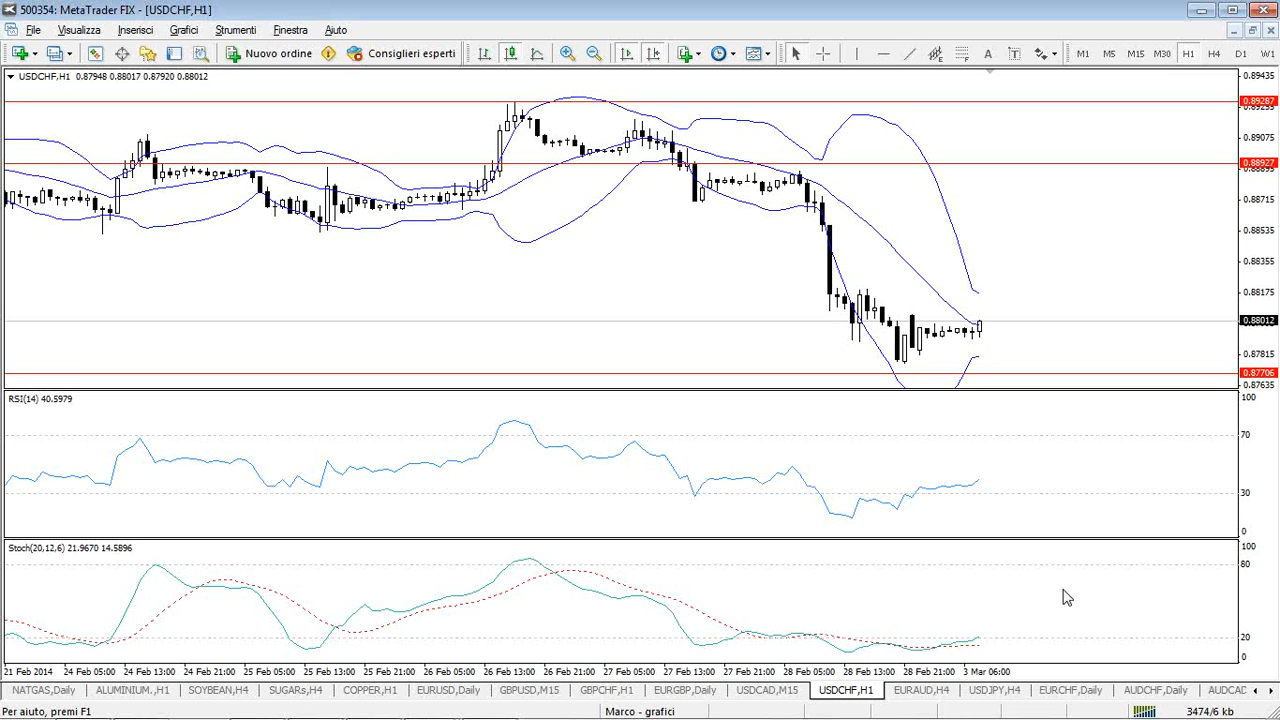 500354: MetaTrader FIX - [USDCHF,H1]
File Visualizza Inserisci Grafici Strumenti Finestra Aiuto
Nuovo ordine Consiglieri esperti A T M1 M5 M15 M30 H1 H4 D1 W1
USDCHF,H1 0.87948 0.88017 0.87920 0.88012
0.89435
0.89287
0.89075
0.88927
0.88715
0.88535
0.88355
0.88175
0.88012
0.87815
0.87706
0.87635
RSI(14) 40.5979
100
70
30
0
Stoch(20,12,6) 21.9670 14.5896
100
80
20
0
21 Feb 2014 24 Feb 05:00 24 Feb 13:00 24 Feb 21:00 25 Feb 05:00 25 Feb 13:00 25 Feb 21:00 26 Feb 05:00 26 Feb 13:00 26 Feb 21:00 27 Feb 05:00 27 Feb 13:00 27 Feb 21:00 28 Feb 05:00 28 Feb 13:00 28 Feb 21:00 3 Mar 06:00
NATGAS,Daily ALUMINIUM.,H1 SOYBEAN,H4 SUGARs,H4 COPPER,H1 EURUSD,Daily GBPUSD,M15 GBPCHF,H1 EURGBP,Daily USDCAD,M15 USDCHF,H1 EURAUD,H4 USDJPY,H4 EURCHF,Daily AUDCHF,Daily AUDCAD
Per aiuto, premi F1 Marco - grafici 3474/6 kb